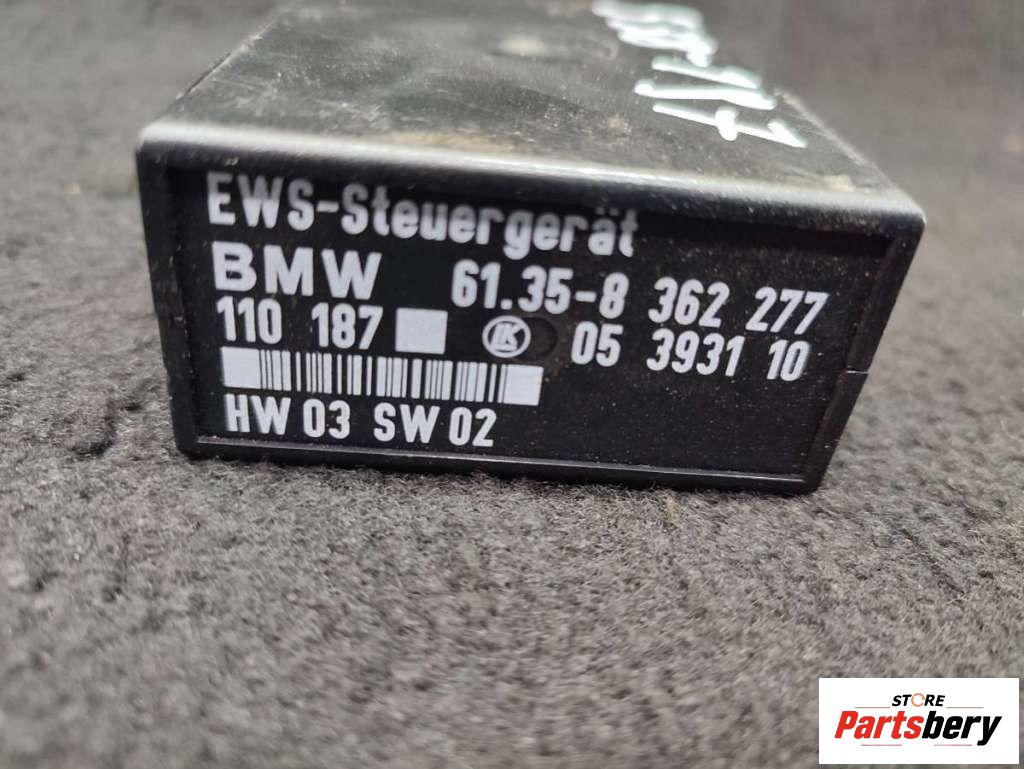 EWS-Steuergerät
BMW 61.35-8 362 277
110 187 LK 05 3931 10
HW 03 SW 02
STORE
Partsbery